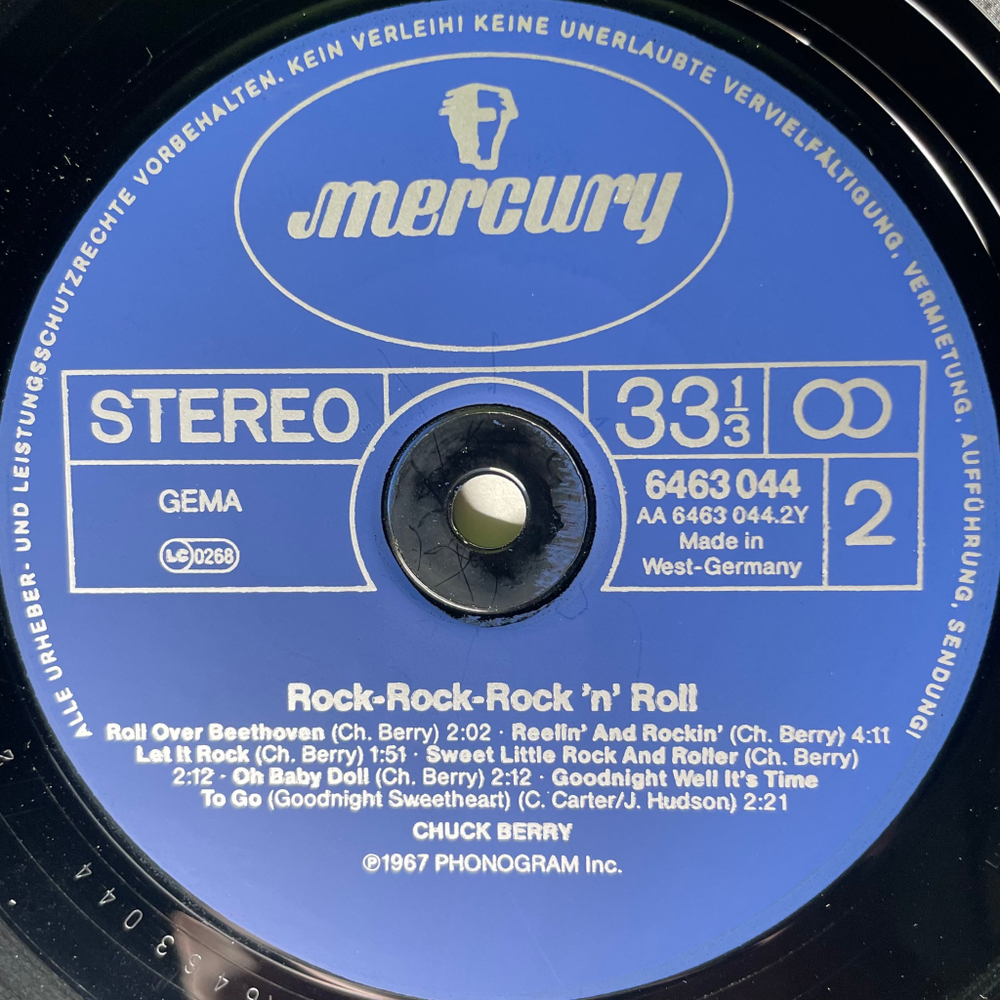 ALLE URHEBER- UND LEISTUNGSSCHUTZRECHTE VORBEHALTEN. KEIN VERLEIH! KEINE UNERLAUBTE VERVIELFÄLTIGUNG, VERMIETUNG, AUFFÜHRUNG, SENDUNG!
mercury
STEREO
33 1/3
GEMA
LC 0268
6463 044
AA 6463 044.2Y
Made in
West-Germany
2
Rock-Rock-Rock 'n' Roll
Roll Over Beethoven (Ch. Berry) 2:02 · Reelin' And Rockin' (Ch. Berry) 4:11
Let It Rock (Ch. Berry) 1:51 · Sweet Little Rock And Roller (Ch. Berry)
2:12 · Oh Baby Doll (Ch. Berry) 2:12 · Goodnight Well It's Time
To Go (Goodnight Sweetheart) (C. Carter/J. Hudson) 2:21
CHUCK BERRY
℗1967 PHONOGRAM Inc.